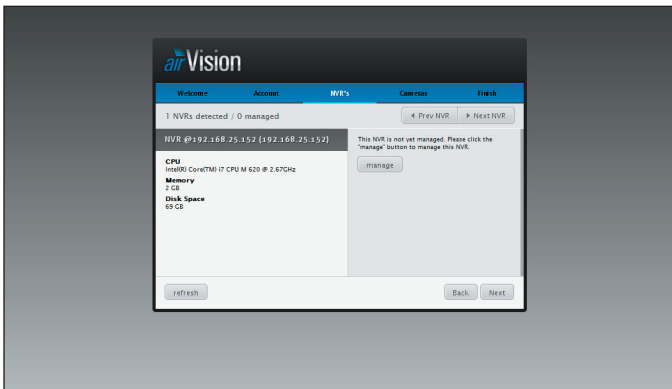 airVision
Welcome Account NVR's Cameras Finish
1 NVRs detected / 0 managed
Prev NVR Next NVR
NVR @192.168.25.152 (192.168.25.152)
CPU
Intel(R) Core(TM) i7 CPU M 620 @ 2.67GHz
Memory
2 GB
Disk Space
69 GB
This NVR is not yet managed. Please click the
"manage" button to manage this NVR.
manage
refresh
Back Next